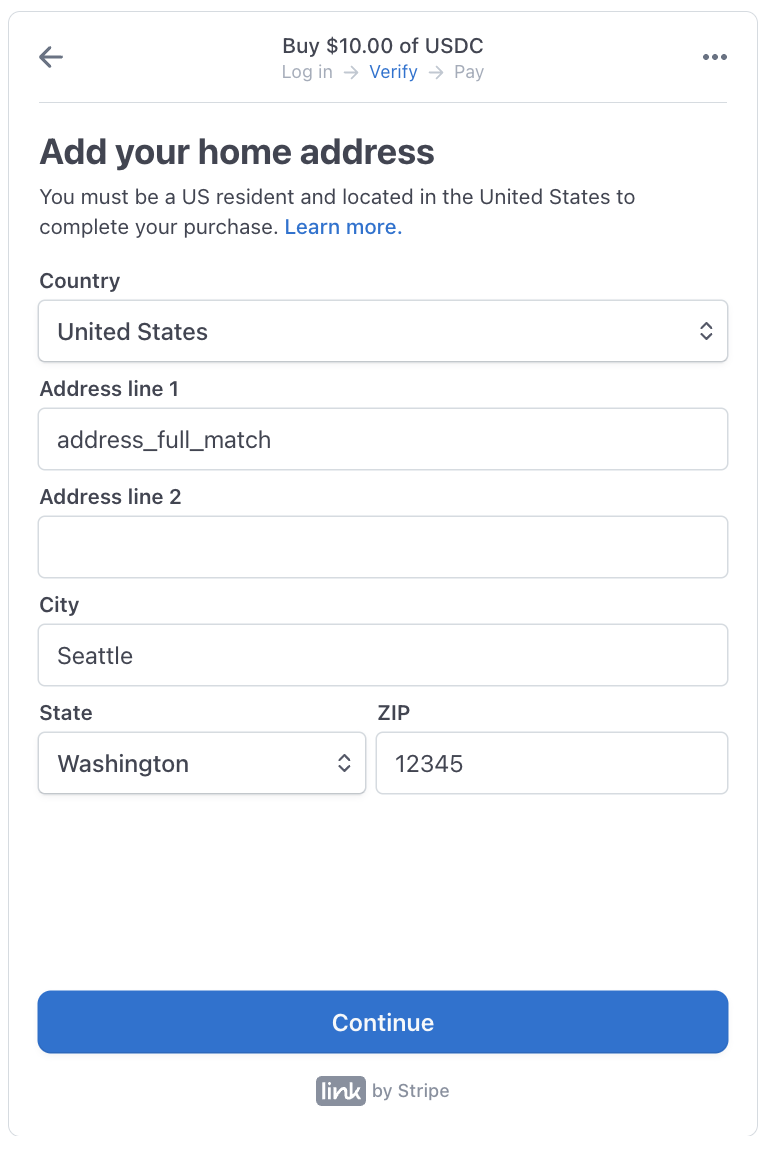 Buy $10.00 of USDC
Log in → Verify → Pay
Add your home address
You must be a US resident and located in the United States to
complete your purchase. Learn more.
Country
United States
Address line 1
address_full_match
Address line 2
City
Seattle
State ZIP
Washington 12345
Continue
link by Stripe